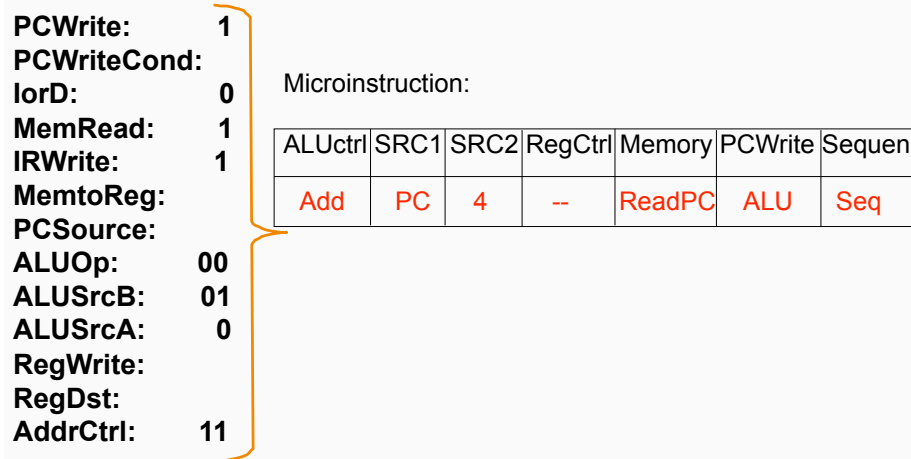 PCWrite: 1
PCWriteCond:
IorD: 0
MemRead: 1
IRWrite: 1
MemtoReg:
PCSource:
ALUOp: 00
ALUSrcB: 01
ALUSrcA: 0
RegWrite:
RegDst:
AddrCtrl: 11
Microinstruction:
ALUctrl SRC1 SRC2 RegCtrl Memory PCWrite Sequen
Add PC 4 -- ReadPC ALU Seq